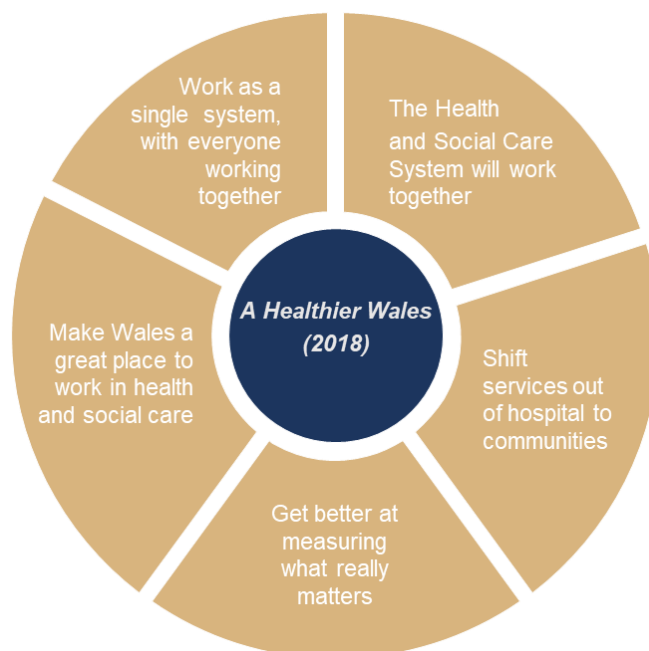 Work as a
single system,
with everyone
working
together
The Health
and Social Care
System will work
together
A Healthier Wales
(2018)
Make Wales a
great place to
work in health
and social care
Shift
services out
of hospital to
communities
Get better at
measuring
what really
matters